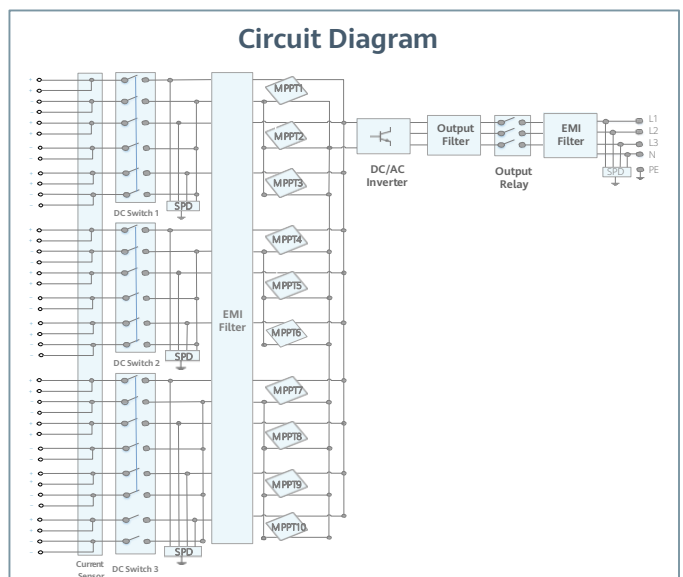 Circuit Diagram
MPPT1
MPPT2
MPPT3
MPPT4
MPPT5
MPPT6
MPPT7
MPPT8
MPPT9
MPPT10
SPD
DC Switch 1
SPD
DC Switch 2
SPD
DC Switch 3
Current
Sensor
EMI
Filter
DC/AC
Inverter
Output
Filter
Output
Relay
EMI
Filter
SPD
L1
L2
L3
N
PE